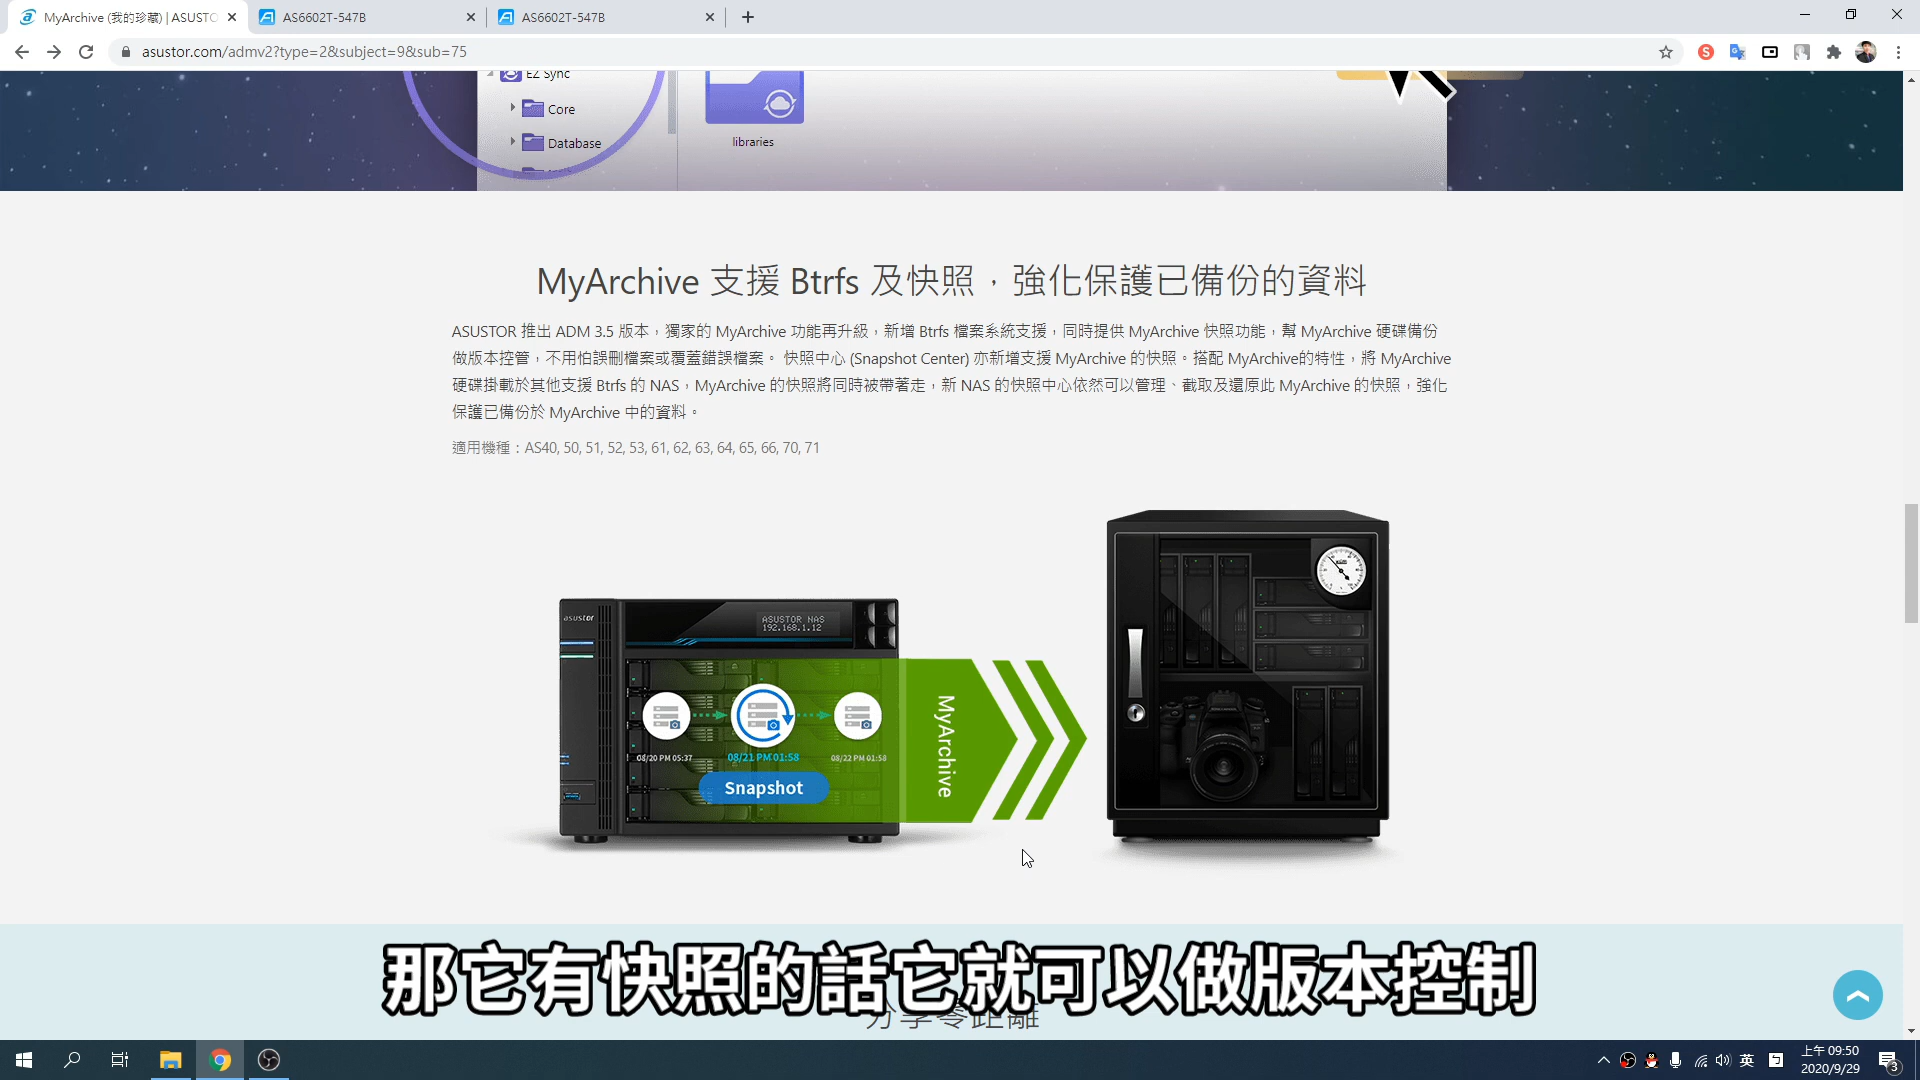 MyArchive (我的珍藏) | ASUSTO
AS6602T-547B
AS6602T-547B
asustor.com/admv2?type=2&subject=9&sub=75
EZ Sync
Core
Database
libraries
MyArchive 支援 Btrfs 及快照，強化保護已備份的資料
ASUSTOR 推出 ADM 3.5 版本，獨家的 MyArchive 功能再升級，新增 Btrfs 檔案系統支援，同時提供 MyArchive 快照功能，幫 MyArchive 硬碟備份
做版本控管，不用怕誤刪檔案或覆蓋錯誤檔案。 快照中心 (Snapshot Center) 亦新增支援 MyArchive 的快照。搭配 MyArchive的特性，將 MyArchive
硬碟掛載於其他支援 Btrfs 的 NAS，MyArchive 的快照將同時被帶著走，新 NAS 的快照中心依然可以管理、截取及還原此 MyArchive 的快照，強化
保護已備份於 MyArchive 中的資料。
適用機種：AS40, 50, 51, 52, 53, 61, 62, 63, 64, 65, 66, 70, 71
asustor
ASUSTOR NAS
192.168.1.12
08/20 PM 05:37
08/21 PM 01:58
08/22 PM 01:58
Snapshot
MyArchive
那它有快照的話它就可以做版本控制
分享零距離
英
上午 09:50
2020/9/29
3